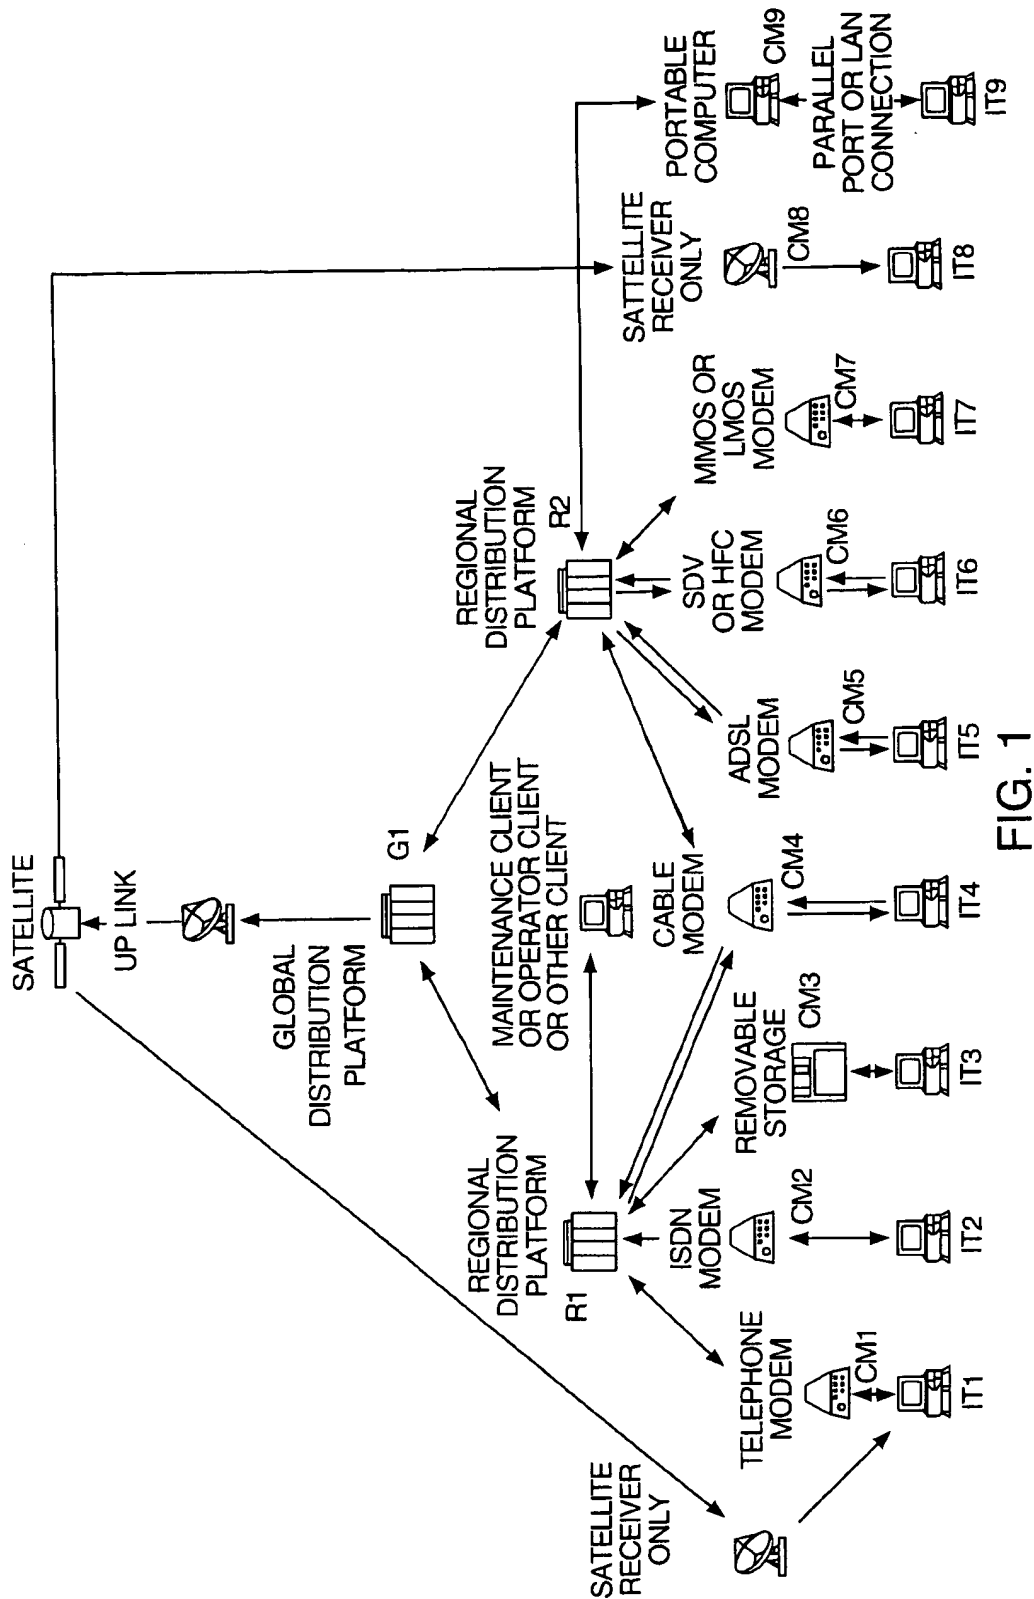 SATELLITE
UP LINK
GLOBAL
DISTRIBUTION
PLATFORM
G1
REGIONAL
DISTRIBUTION
PLATFORM
R1
MAINTENANCE CLIENT
OR OPERATOR CLIENT
OR OTHER CLIENT
REGIONAL
DISTRIBUTION
PLATFORM
R2
SATELLITE
RECEIVER
ONLY
TELEPHONE
MODEM
CM1
IT1
ISDN
MODEM
CM2
IT2
REMOVABLE
STORAGE
CM3
IT3
CABLE
MODEM
CM4
IT4
ADSL
MODEM
CM5
IT5
SDV
OR HFC
MODEM
CM6
IT6
MMOS OR
LMOS
MODEM
CM7
IT7
SATTELLITE
RECEIVER
ONLY
CM8
IT8
PORTABLE
COMPUTER
CM9
PARALLEL
PORT OR LAN
CONNECTION
IT9
FIG. 1